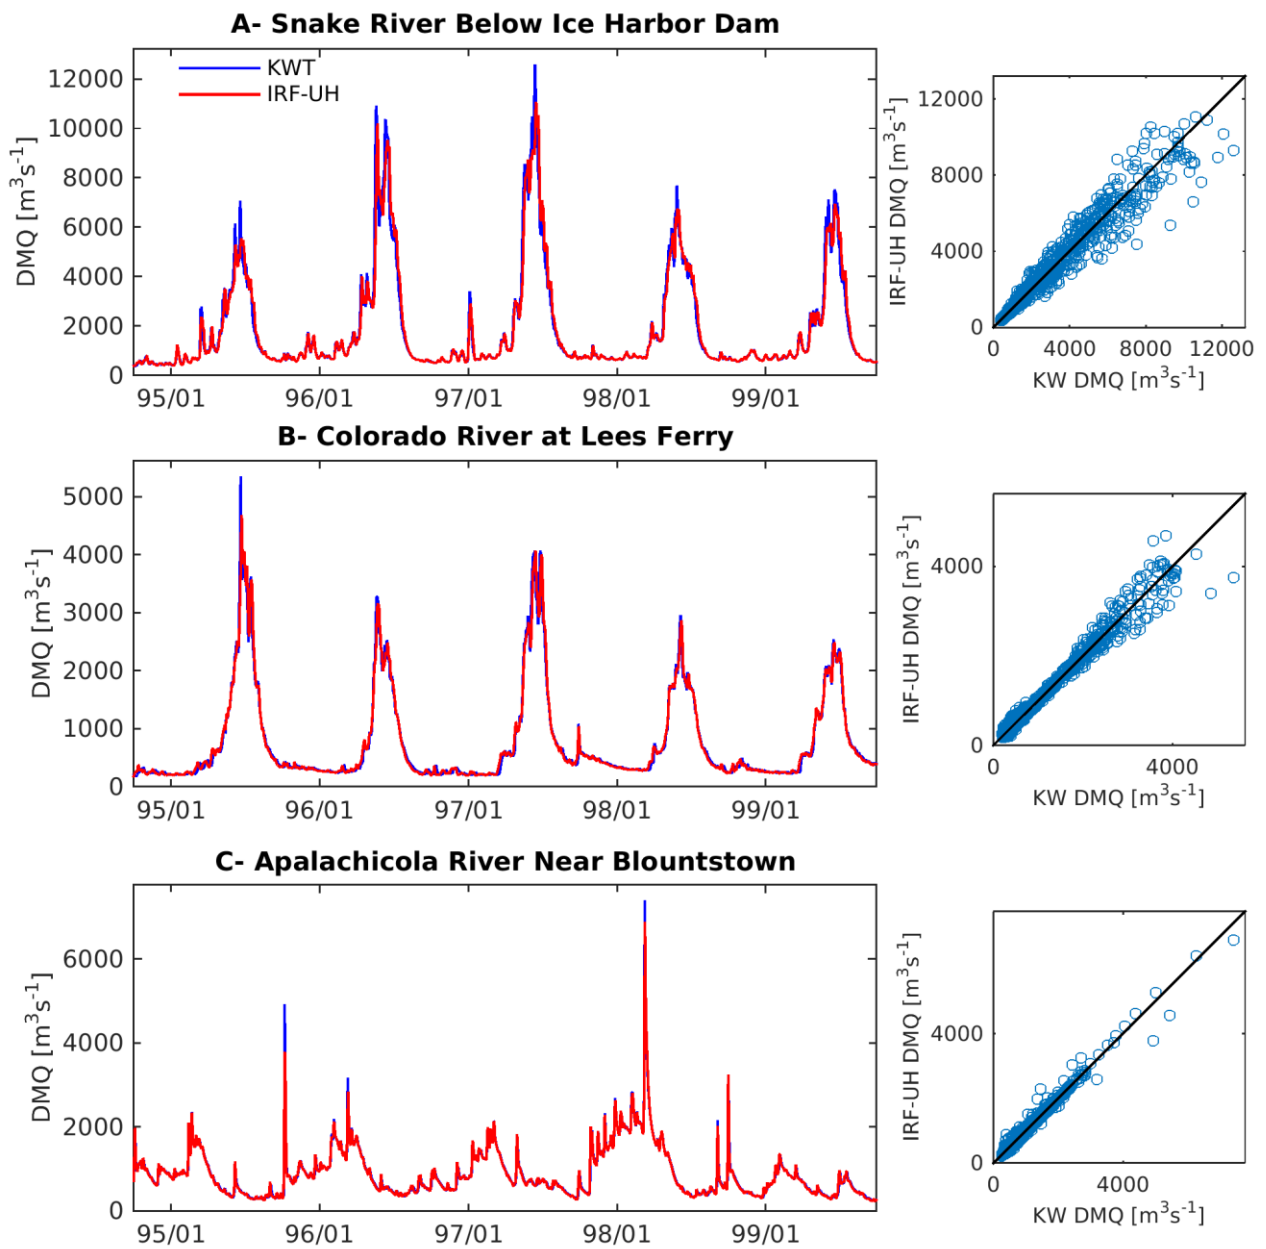 A- Snake River Below Ice Harbor Dam
KWT
IRF-UH
DMQ [m³s⁻¹]
12000
10000
8000
6000
4000
2000
0
95/01 96/01 97/01 98/01 99/01
IRF-UH DMQ [m³s⁻¹]
12000
8000
4000
0
0 4000 8000 12000
KW DMQ [m³s⁻¹]
B- Colorado River at Lees Ferry
DMQ [m³s⁻¹]
5000
4000
3000
2000
1000
0
95/01 96/01 97/01 98/01 99/01
IRF-UH DMQ [m³s⁻¹]
4000
0
0 4000
KW DMQ [m³s⁻¹]
C- Apalachicola River Near Blountstown
DMQ [m³s⁻¹]
6000
4000
2000
0
95/01 96/01 97/01 98/01 99/01
IRF-UH DMQ [m³s⁻¹]
4000
0
0 4000
KW DMQ [m³s⁻¹]